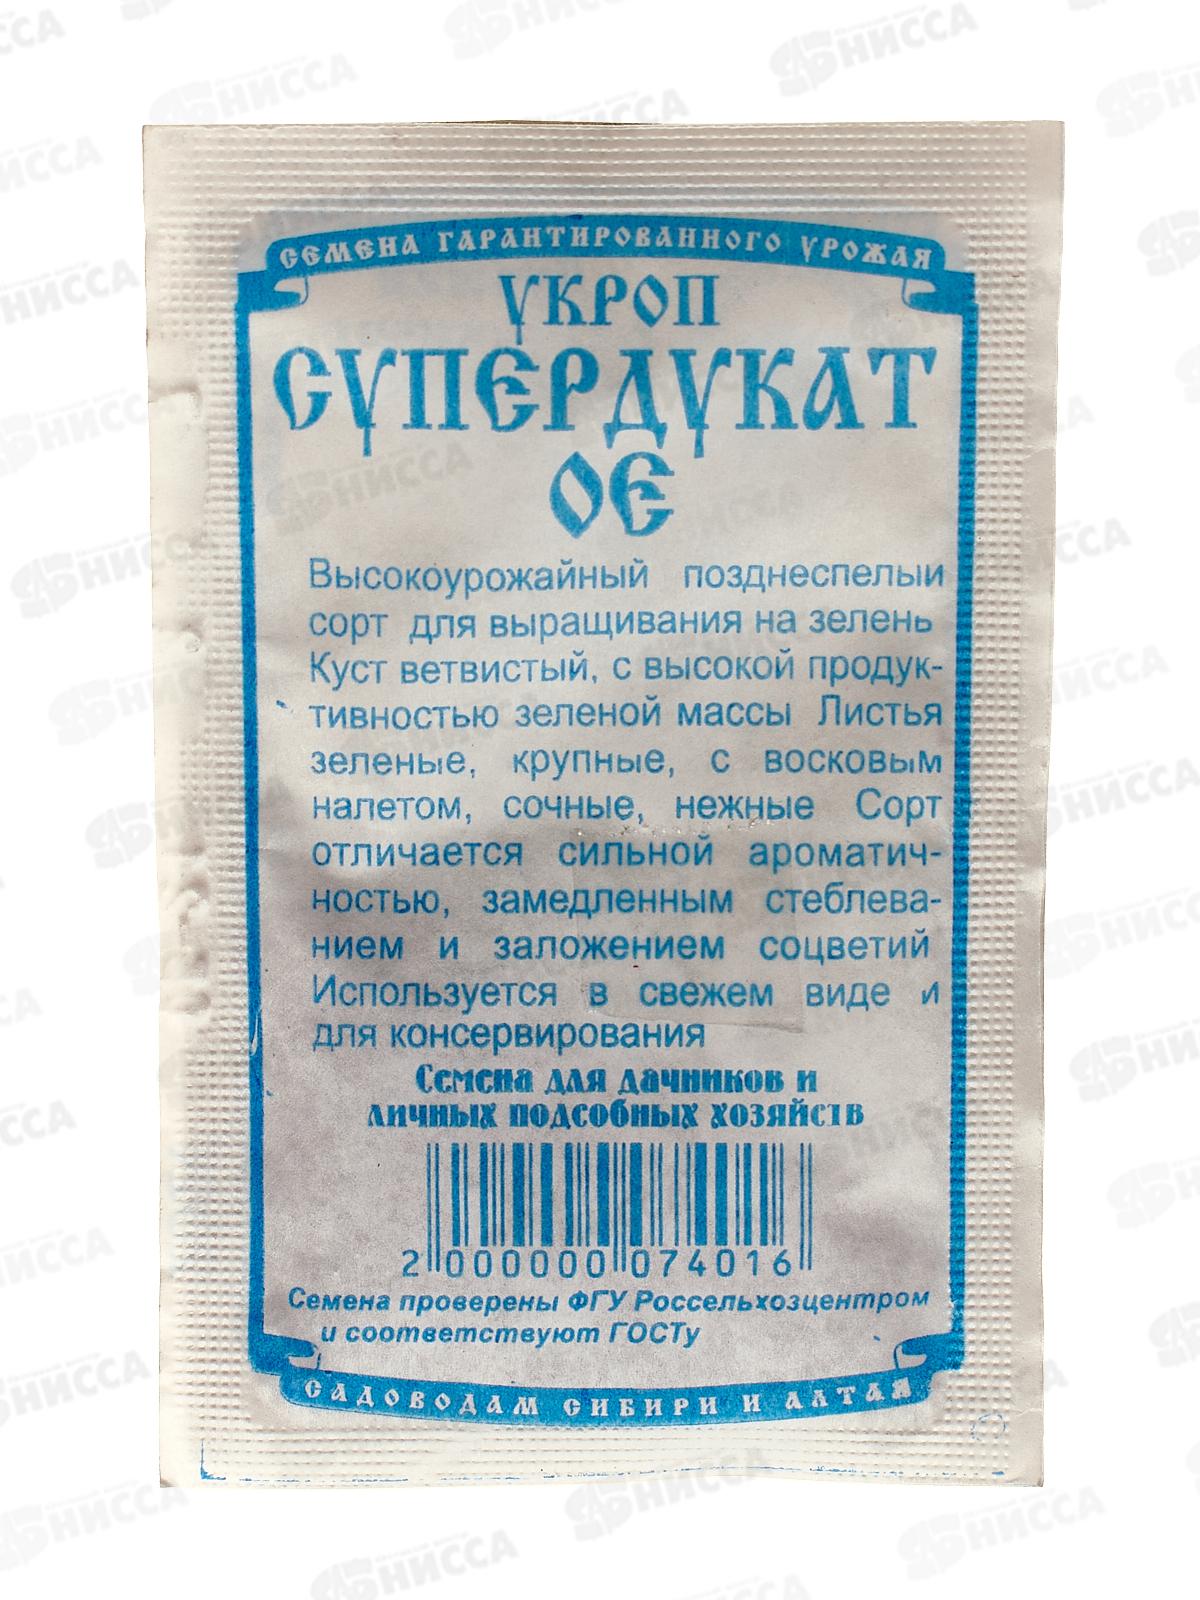 СЕМЕНА ГАРАНТИРОВАННОГО УРОЖАЯ
УКРОП
СУПЕРДУКАТ
ОЕ
Высокоурожайный позднеспелый
сорт для выращивания на зелень
Куст ветвистый, с высокой продук-
тивностью зеленой массы Листья
зеленые, крупные, с восковым
налетом, сочные, нежные Сорт
отличается сильной ароматич-
ностью, замедленным стеблева-
нием и заложением соцветий
Используется в свежем виде и
для консервирования
Семена для дачников и
личных подсобных хозяйств
2 000000 074016
Семена проверены ФГУ Россельхозцентром
и соответствуют ГОСТу
САДОВОДАМ СИБИРИ И АЛТАЯ